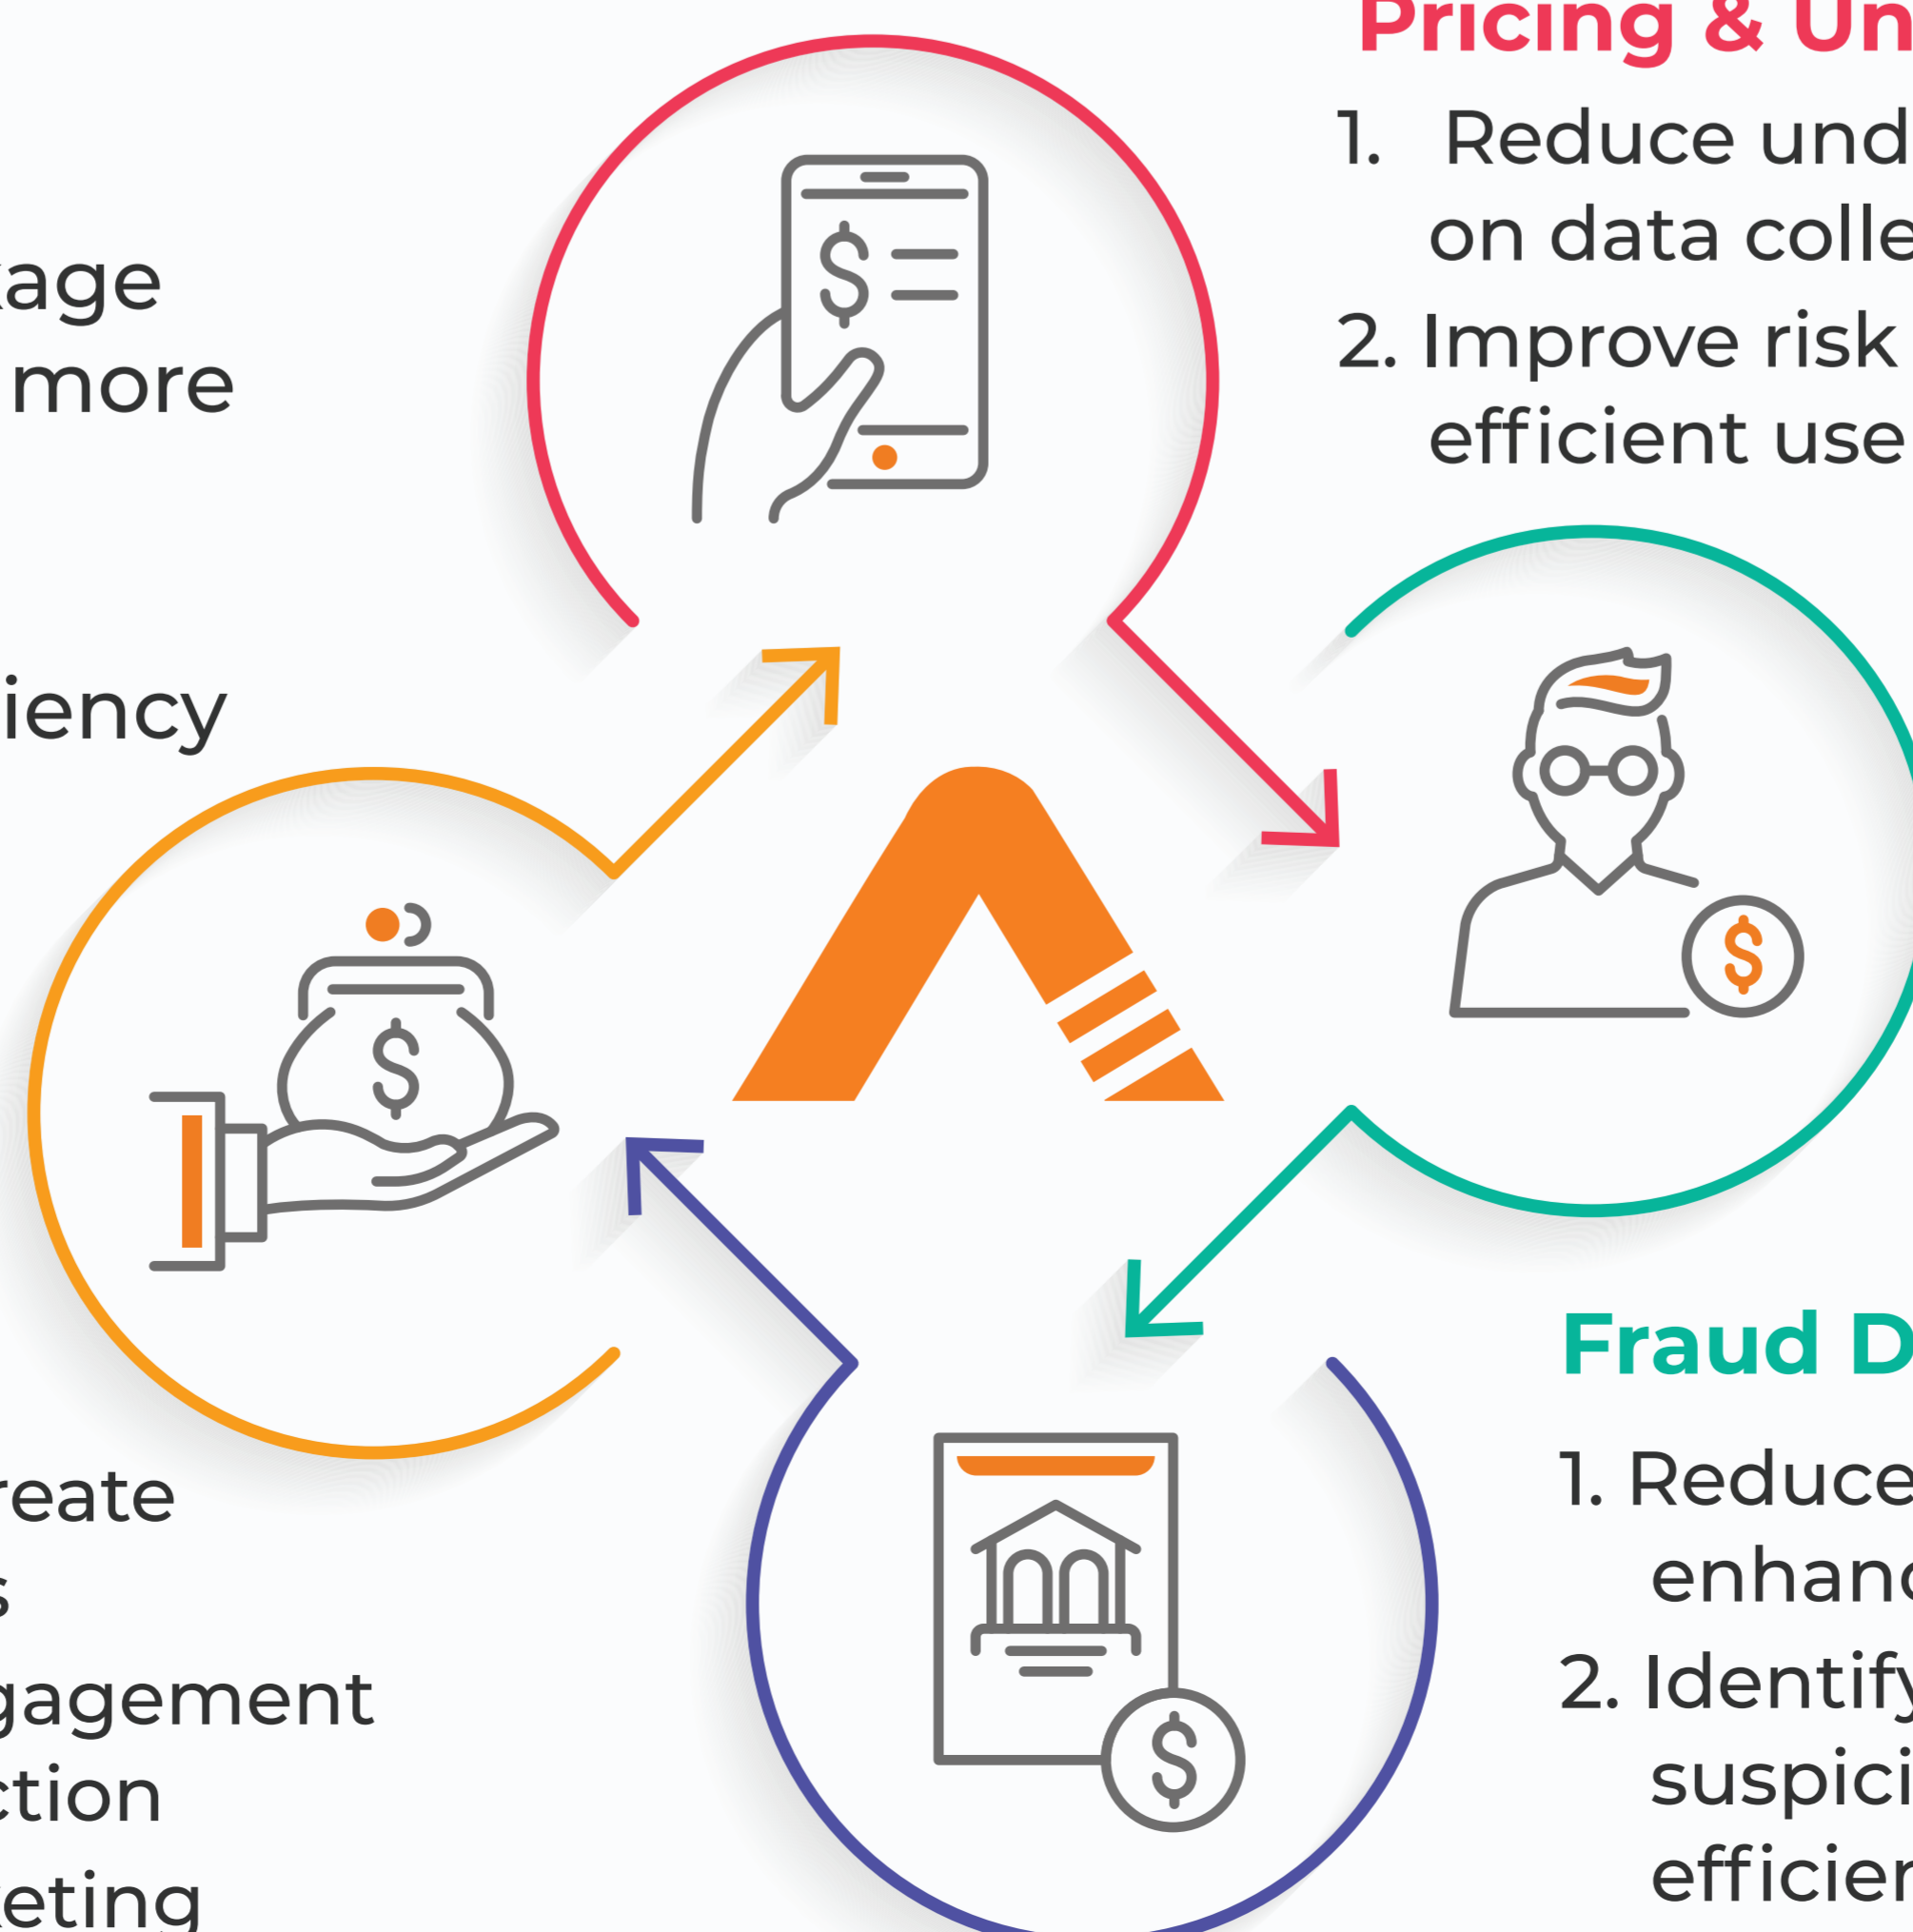 Pricing & Un
1. Reduce und
on data colle
2. Improve risk
efficient use
age
more
iency
Fraud D
1. Reduce
enhanc
2. Identify
suspici
efficien
reate
s
gagement
ction
eting